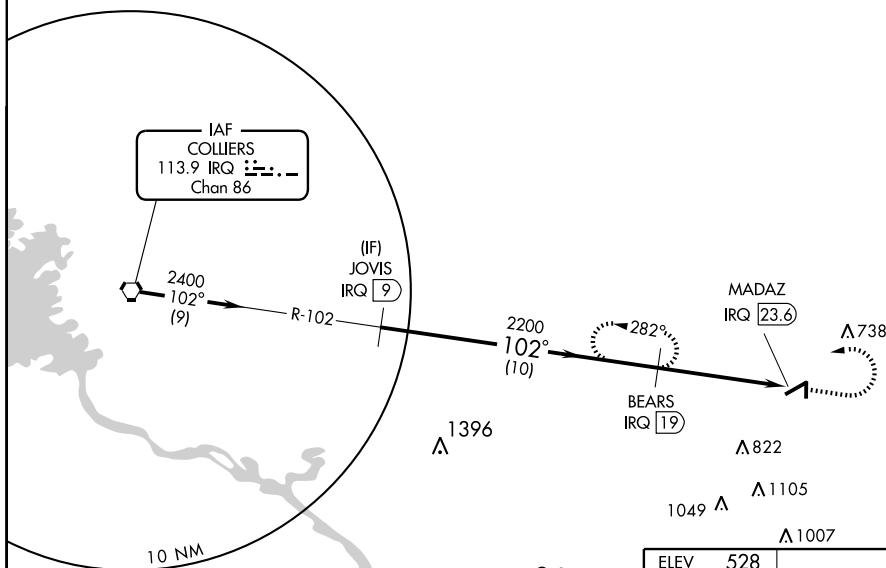 IAF
COLLIERS
113.9 IRQ
Chan 86
2400
102°
(9)
R-102
(IF)
JOVIS
IRQ 9
2200
102°
(10)
282°
BEARS
IRQ 19
MADAZ
IRQ 23.6
738
1396
822
1105
1049
1007
10 NM
ELEV 528